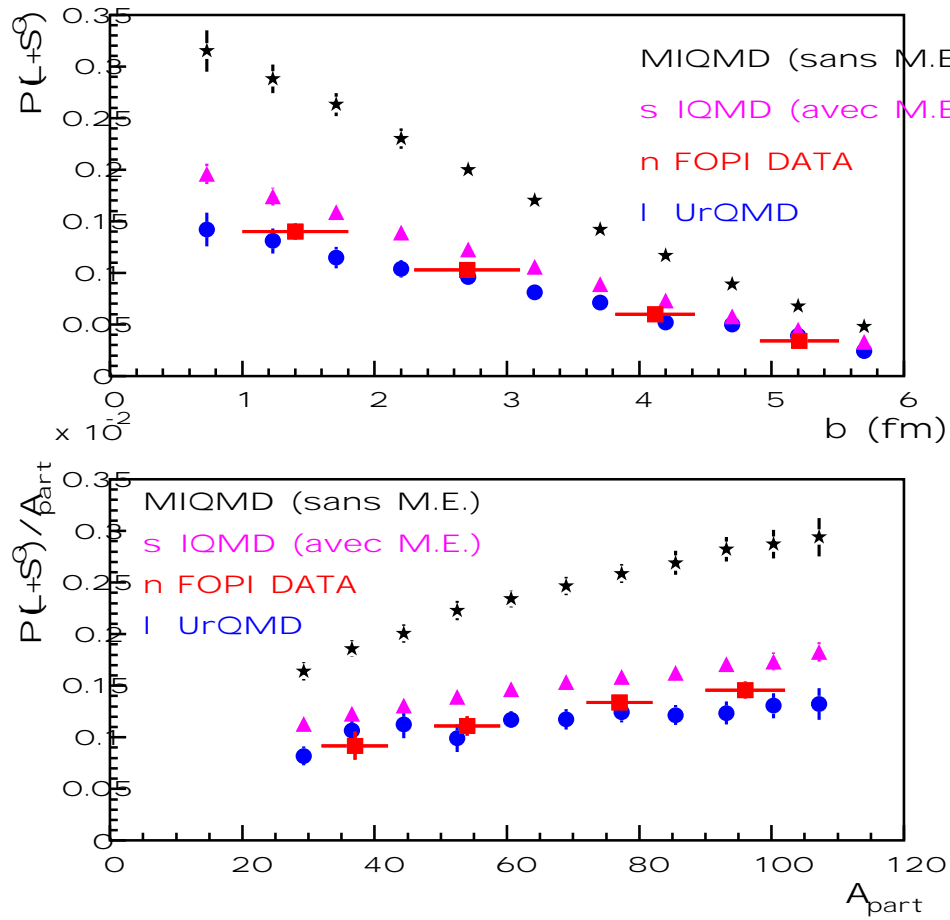 P(L+S⁰)
0.35
0.3
0.25
0.2
0.15
0.1
0.05
0
MIQMD (sans M.E
s IQMD (avec M.E
n FOPI DATA
l UrQMD
0 1 2 3 4 5 6
b (fm)
× 10⁻²
P(L+S⁰)/A_part
0.35
0.3
0.25
0.2
0.15
0.1
0.05
0
MIQMD (sans M.E.)
s IQMD (avec M.E.)
n FOPI DATA
l UrQMD
0 20 40 60 80 100 120
A_part